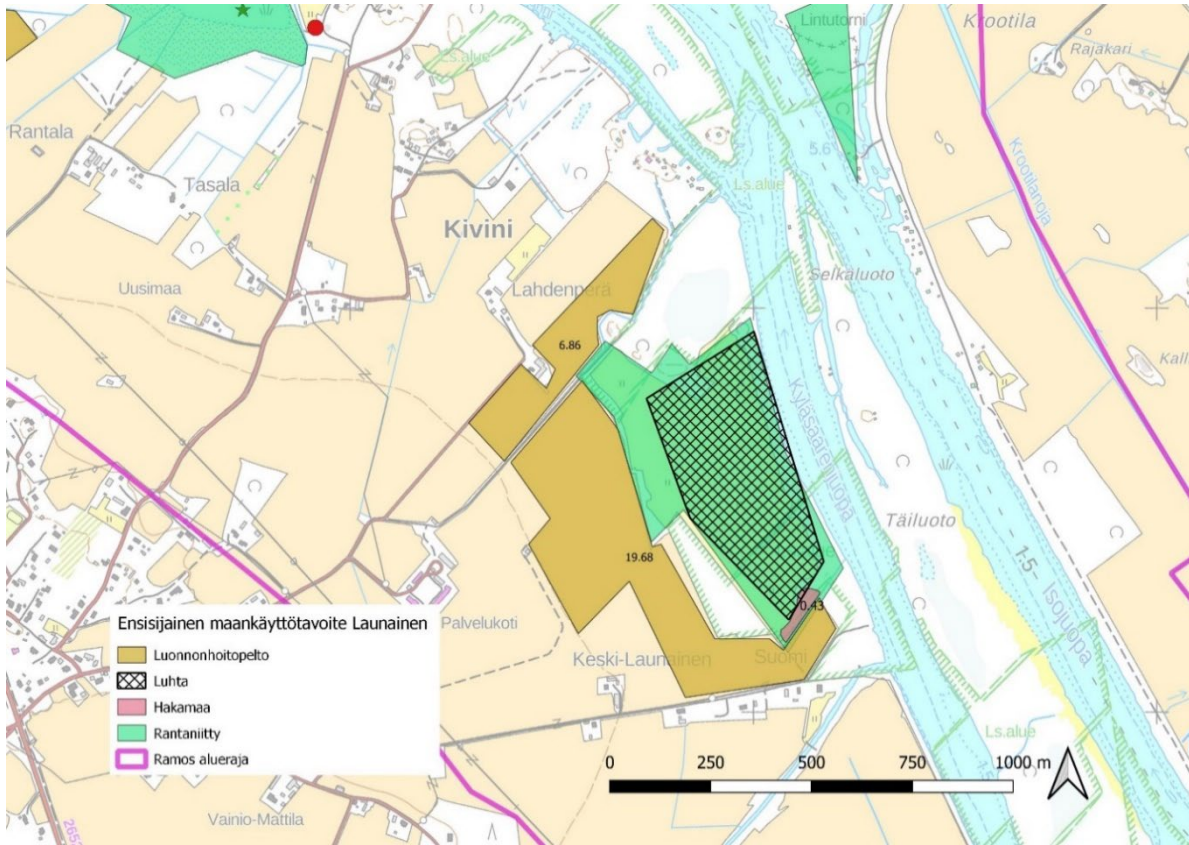 Lintutorni
Krootila
Rajakari
Ls.alue
Rantala
5.6
Krootilanoja
Tasala
Ls.alue
Kivini
Selkäluoto
Uusimaa
Lahdenperä
6.86
Kalli
Kyläsaarenjuopa
Täiluoto
19.68
1.5
Isojuopa
0.43
Palvelukoti
Keski-Launainen
Suomi
Ensisijainen maankäyttötavoite Launainen
Luonnonhoitopelto
Luhta
Hakamaa
Rantaniitty
Ramos alueraja
Ls.alue
0 250 500 750 1000 m
Vainio-Mattila